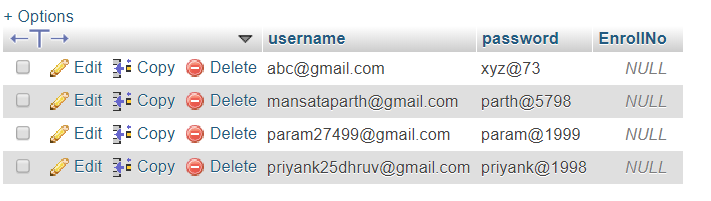 + Options
←T→ username password EnrollNo
Edit Copy Delete abc@gmail.com xyz@73 NULL
Edit Copy Delete mansataparth@gmail.com parth@5798 NULL
Edit Copy Delete param27499@gmail.com param@1999 NULL
Edit Copy Delete priyank25dhruv@gmail.com priyank@1998 NULL